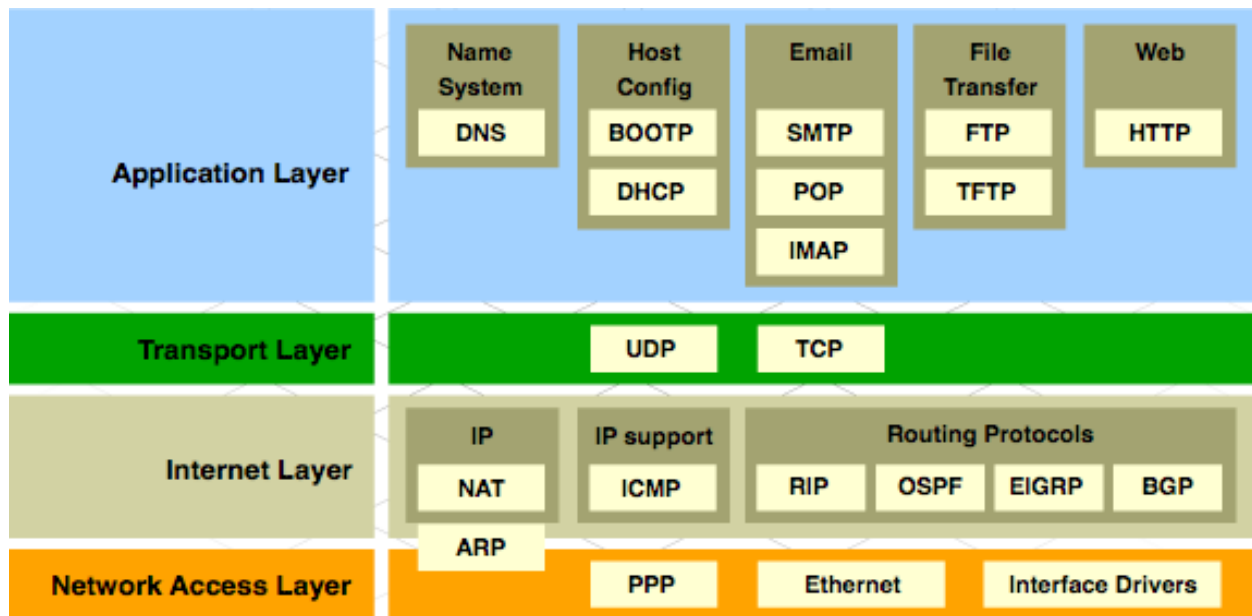 Name
System
DNS
Host
Config
BOOTP
DHCP
Email
SMTP
POP
IMAP
File
Transfer
FTP
TFTP
Web
HTTP
Application Layer
Transport Layer
UDP
TCP
Internet Layer
IP
NAT
ARP
IP support
ICMP
Routing Protocols
RIP
OSPF
EIGRP
BGP
Network Access Layer
PPP
Ethernet
Interface Drivers